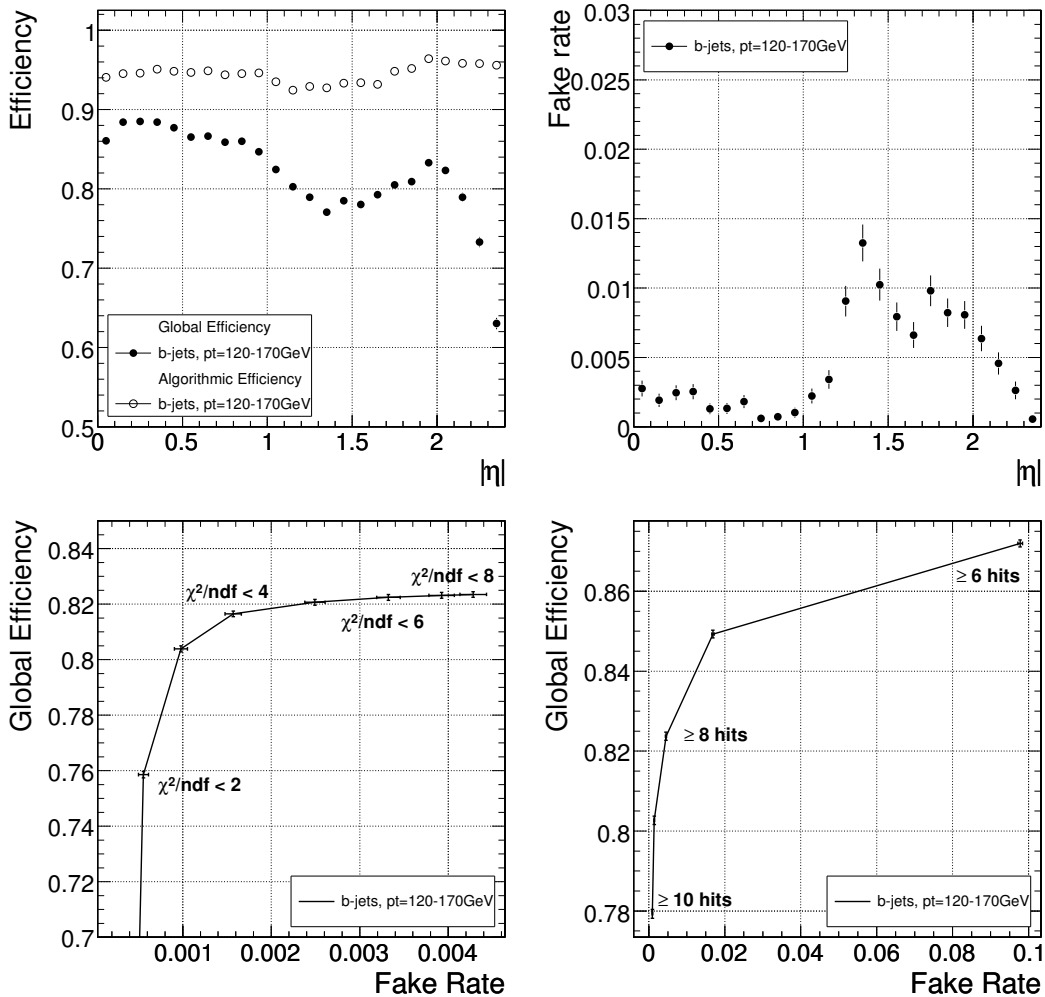 Efficiency
1
0.9
0.8
0.7
0.6
0.5
0
0.5
1
1.5
2
|η|
Global Efficiency
b-jets, pt=120-170GeV
Algorithmic Efficiency
b-jets, pt=120-170GeV
Fake rate
0.03
0.025
0.02
0.015
0.01
0.005
0
0
0.5
1
1.5
2
|η|
b-jets, pt=120-170GeV
Global Efficiency
0.84
0.82
0.8
0.78
0.76
0.74
0.72
0.7
χ²/ndf < 8
χ²/ndf < 4
χ²/ndf < 6
χ²/ndf < 2
b-jets, pt=120-170GeV
0.001
0.002
0.003
0.004
Fake Rate
Global Efficiency
0.86
0.84
0.82
0.8
0.78
≥ 6 hits
≥ 8 hits
≥ 10 hits
b-jets, pt=120-170GeV
0
0.02
0.04
0.06
0.08
0.1
Fake Rate